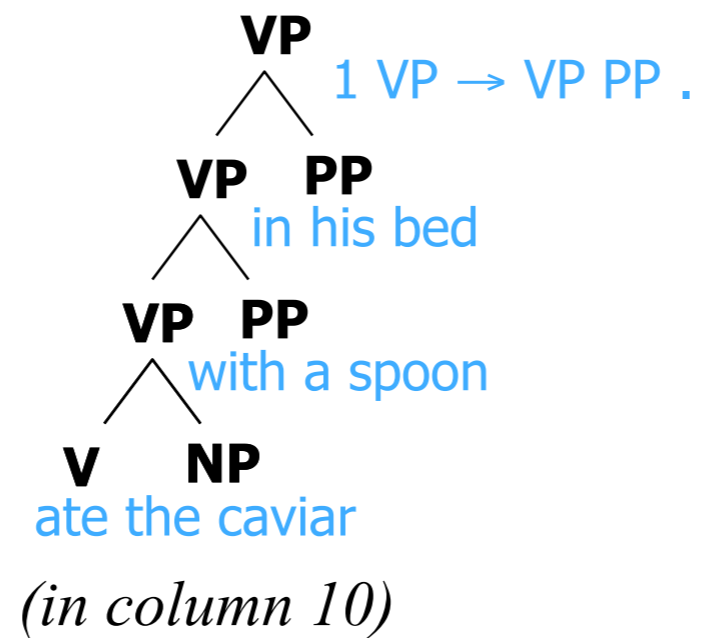 VP
1 VP → VP PP .
VP PP
in his bed
VP PP
with a spoon
V NP
ate the caviar
(in column 10)